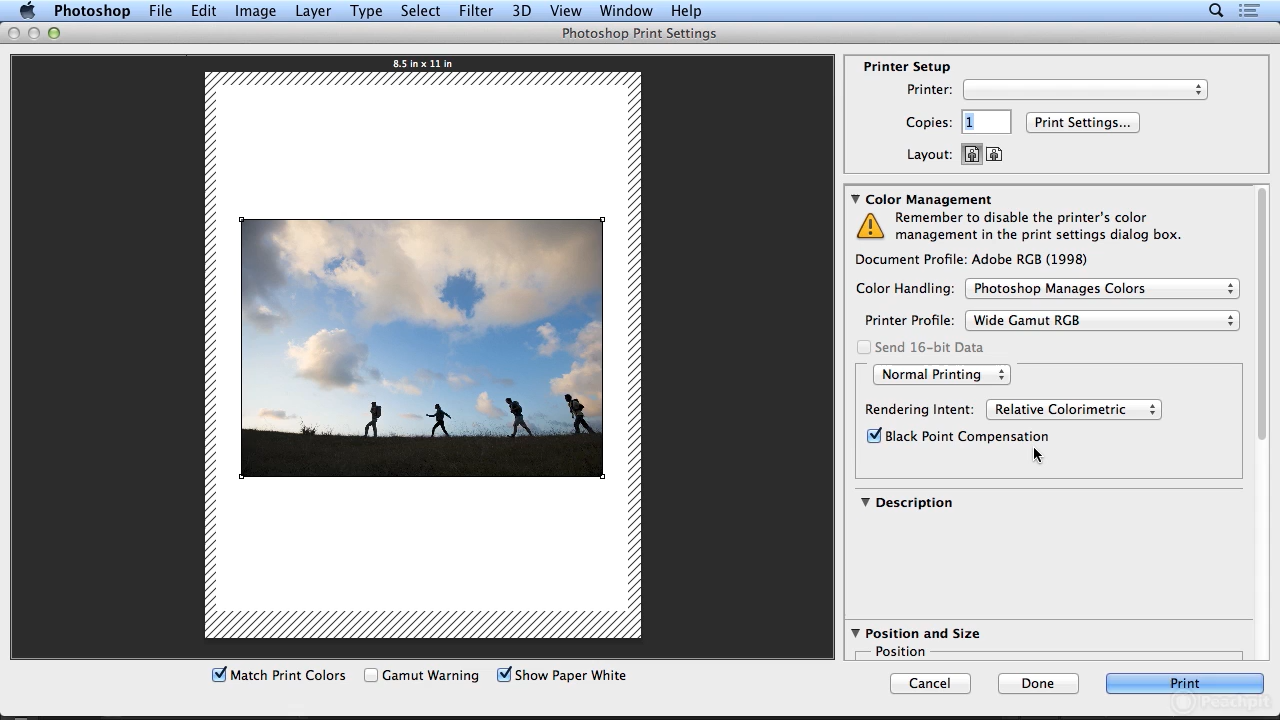 Photoshop File Edit Image Layer Type Select Filter 3D View Window Help
Photoshop Print Settings
8.5 in x 11 in
Printer Setup
Printer:
Copies: 1 Print Settings...
Layout:
Color Management
Remember to disable the printer's color
management in the print settings dialog box.
Document Profile: Adobe RGB (1998)
Color Handling: Photoshop Manages Colors
Printer Profile: Wide Gamut RGB
Send 16-bit Data
Normal Printing
Rendering Intent: Relative Colorimetric
Black Point Compensation
Description
Position and Size
Position
Match Print Colors Gamut Warning Show Paper White
Cancel Done Print
Peachpit